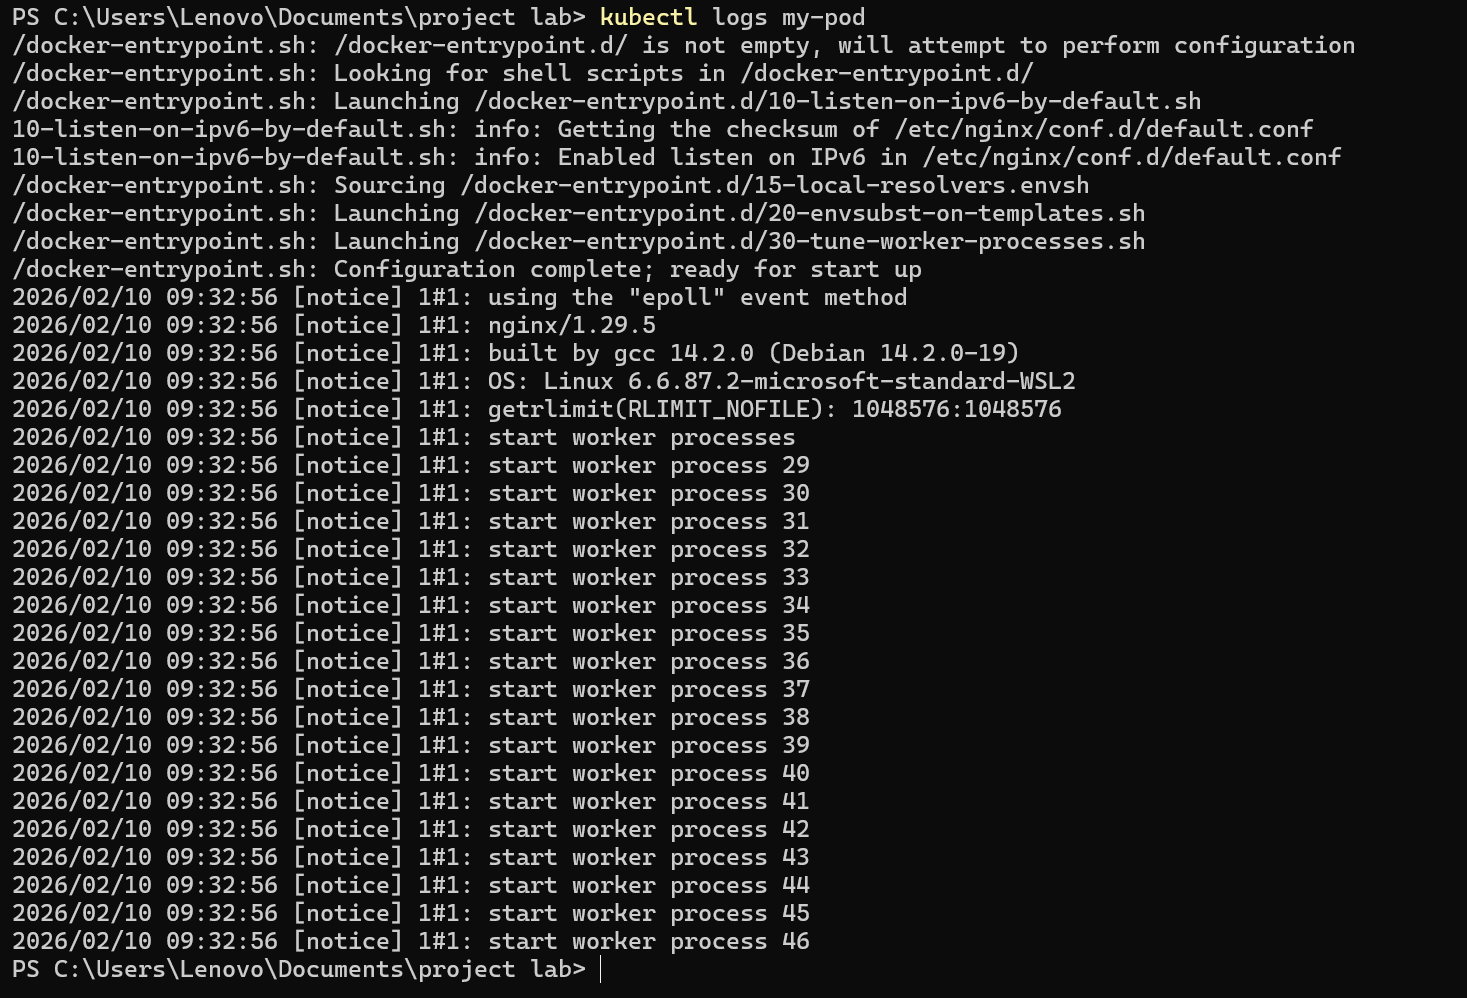 PS C:\Users\Lenovo\Documents\project lab> kubectl logs my-pod
/docker-entrypoint.sh: /docker-entrypoint.d/ is not empty, will attempt to perform configuration
/docker-entrypoint.sh: Looking for shell scripts in /docker-entrypoint.d/
/docker-entrypoint.sh: Launching /docker-entrypoint.d/10-listen-on-ipv6-by-default.sh
10-listen-on-ipv6-by-default.sh: info: Getting the checksum of /etc/nginx/conf.d/default.conf
10-listen-on-ipv6-by-default.sh: info: Enabled listen on IPv6 in /etc/nginx/conf.d/default.conf
/docker-entrypoint.sh: Sourcing /docker-entrypoint.d/15-local-resolvers.envsh
/docker-entrypoint.sh: Launching /docker-entrypoint.d/20-envsubst-on-templates.sh
/docker-entrypoint.sh: Launching /docker-entrypoint.d/30-tune-worker-processes.sh
/docker-entrypoint.sh: Configuration complete; ready for start up
2026/02/10 09:32:56 [notice] 1#1: using the "epoll" event method
2026/02/10 09:32:56 [notice] 1#1: nginx/1.29.5
2026/02/10 09:32:56 [notice] 1#1: built by gcc 14.2.0 (Debian 14.2.0-19)
2026/02/10 09:32:56 [notice] 1#1: OS: Linux 6.6.87.2-microsoft-standard-WSL2
2026/02/10 09:32:56 [notice] 1#1: getrlimit(RLIMIT_NOFILE): 1048576:1048576
2026/02/10 09:32:56 [notice] 1#1: start worker processes
2026/02/10 09:32:56 [notice] 1#1: start worker process 29
2026/02/10 09:32:56 [notice] 1#1: start worker process 30
2026/02/10 09:32:56 [notice] 1#1: start worker process 31
2026/02/10 09:32:56 [notice] 1#1: start worker process 32
2026/02/10 09:32:56 [notice] 1#1: start worker process 33
2026/02/10 09:32:56 [notice] 1#1: start worker process 34
2026/02/10 09:32:56 [notice] 1#1: start worker process 35
2026/02/10 09:32:56 [notice] 1#1: start worker process 36
2026/02/10 09:32:56 [notice] 1#1: start worker process 37
2026/02/10 09:32:56 [notice] 1#1: start worker process 38
2026/02/10 09:32:56 [notice] 1#1: start worker process 39
2026/02/10 09:32:56 [notice] 1#1: start worker process 40
2026/02/10 09:32:56 [notice] 1#1: start worker process 41
2026/02/10 09:32:56 [notice] 1#1: start worker process 42
2026/02/10 09:32:56 [notice] 1#1: start worker process 43
2026/02/10 09:32:56 [notice] 1#1: start worker process 44
2026/02/10 09:32:56 [notice] 1#1: start worker process 45
2026/02/10 09:32:56 [notice] 1#1: start worker process 46
PS C:\Users\Lenovo\Documents\project lab>